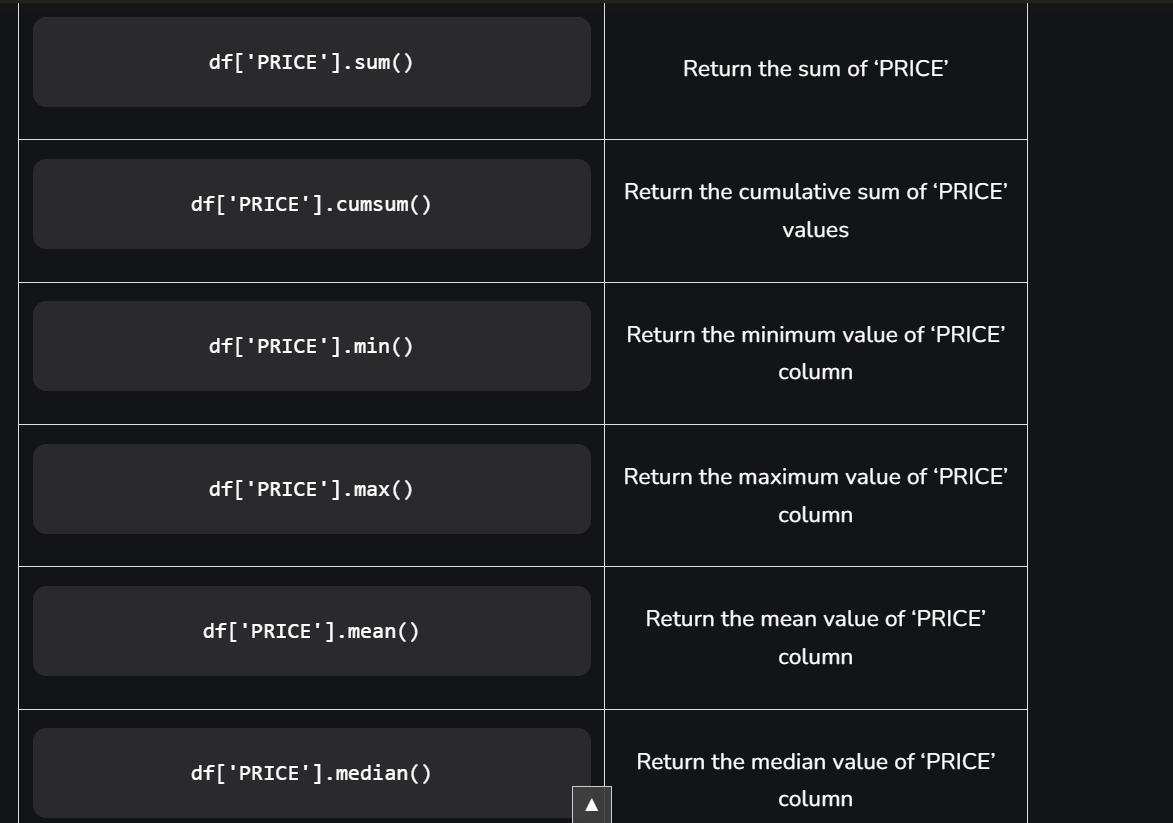 df['PRICE'].sum()
Return the sum of ‘PRICE’
df['PRICE'].cumsum()
Return the cumulative sum of ‘PRICE’
values
df['PRICE'].min()
Return the minimum value of ‘PRICE’
column
df['PRICE'].max()
Return the maximum value of ‘PRICE’
column
df['PRICE'].mean()
Return the mean value of ‘PRICE’
column
df['PRICE'].median()
Return the median value of ‘PRICE’
column